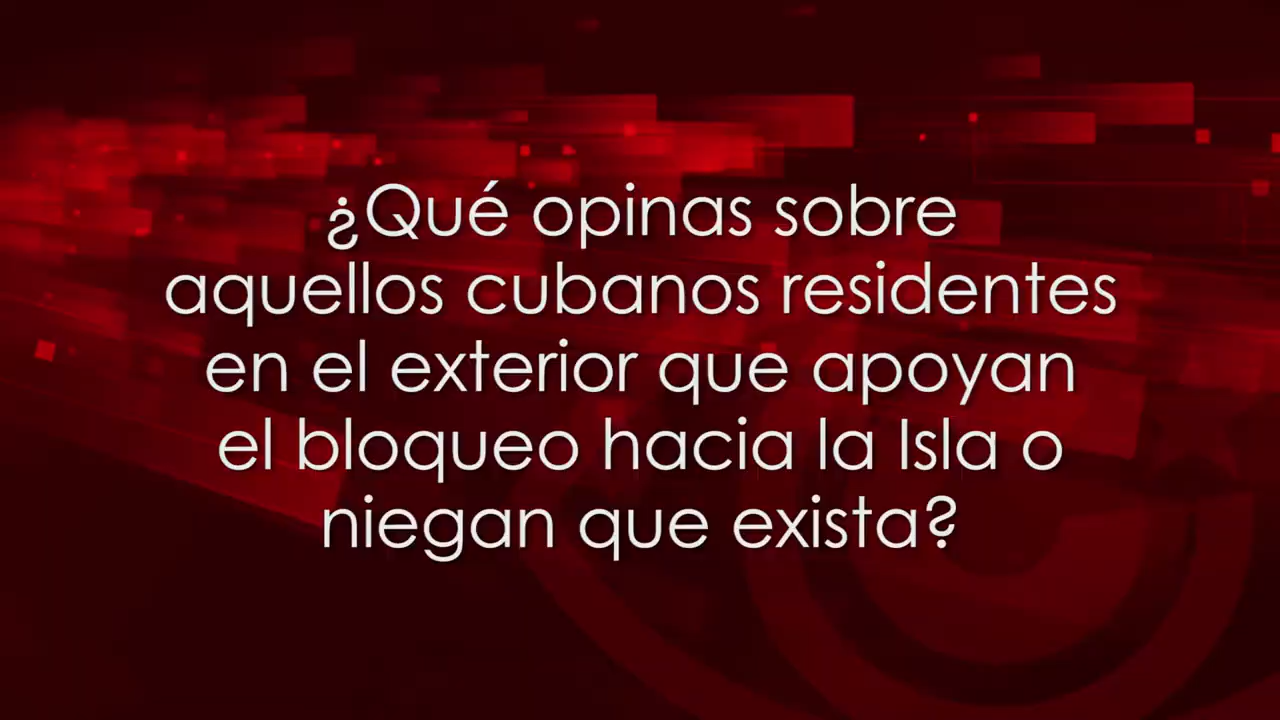 ¿Qué opinas sobre
aquellos cubanos residentes
en el exterior que apoyan
el bloqueo hacia la Isla o
niegan que exista?